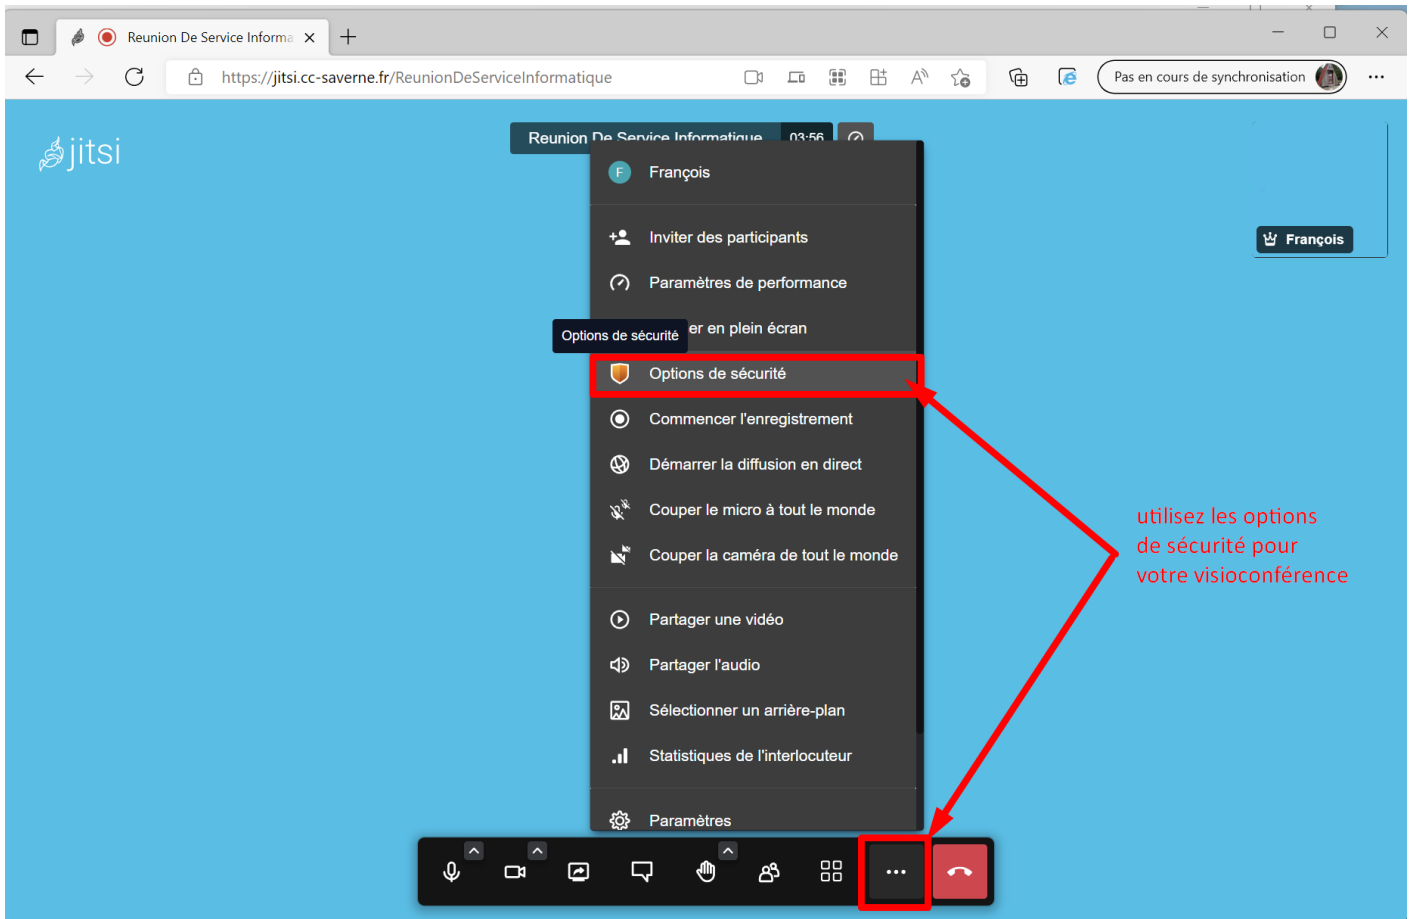 Reunion De Service Informa
https://jitsi.cc-saverne.fr/ReunionDeServiceInformatique
Pas en cours de synchronisation
jitsi
Reunion De Service Informatique 03:56
F François
François
Inviter des participants
Paramètres de performance
er en plein écran
Options de sécurité
Options de sécurité
Commencer l'enregistrement
Démarrer la diffusion en direct
Couper le micro à tout le monde
Couper la caméra de tout le monde
utilisez les options
de sécurité pour
votre visioconférence
Partager une vidéo
Partager l'audio
Sélectionner un arrière-plan
Statistiques de l'interlocuteur
Paramètres